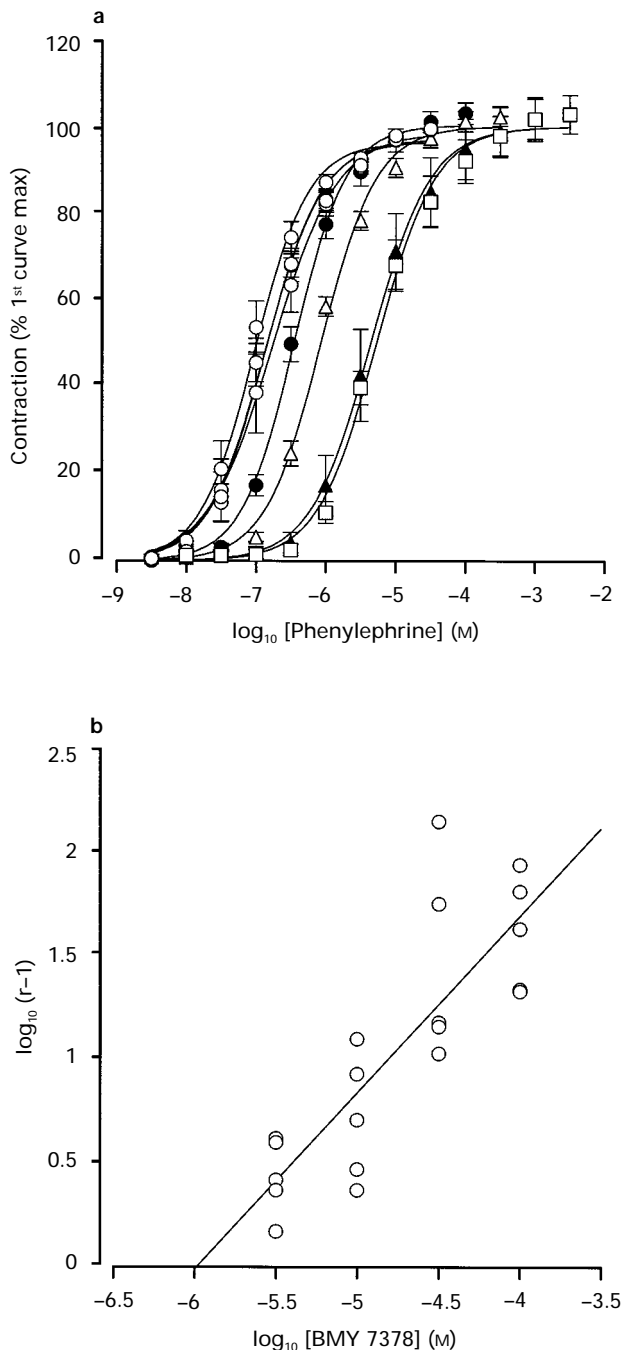 a
120
100
80
60
40
20
0
Contraction (% 1st curve max)
−9 −8 −7 −6 −5 −4 −3 −2
log₁₀ [Phenylephrine] (M)
b
2.5
2
1.5
1
0.5
0
log₁₀ (r−1)
−6.5 −6 −5.5 −5 −4.5 −4 −3.5
log₁₀ [BMY 7378] (M)